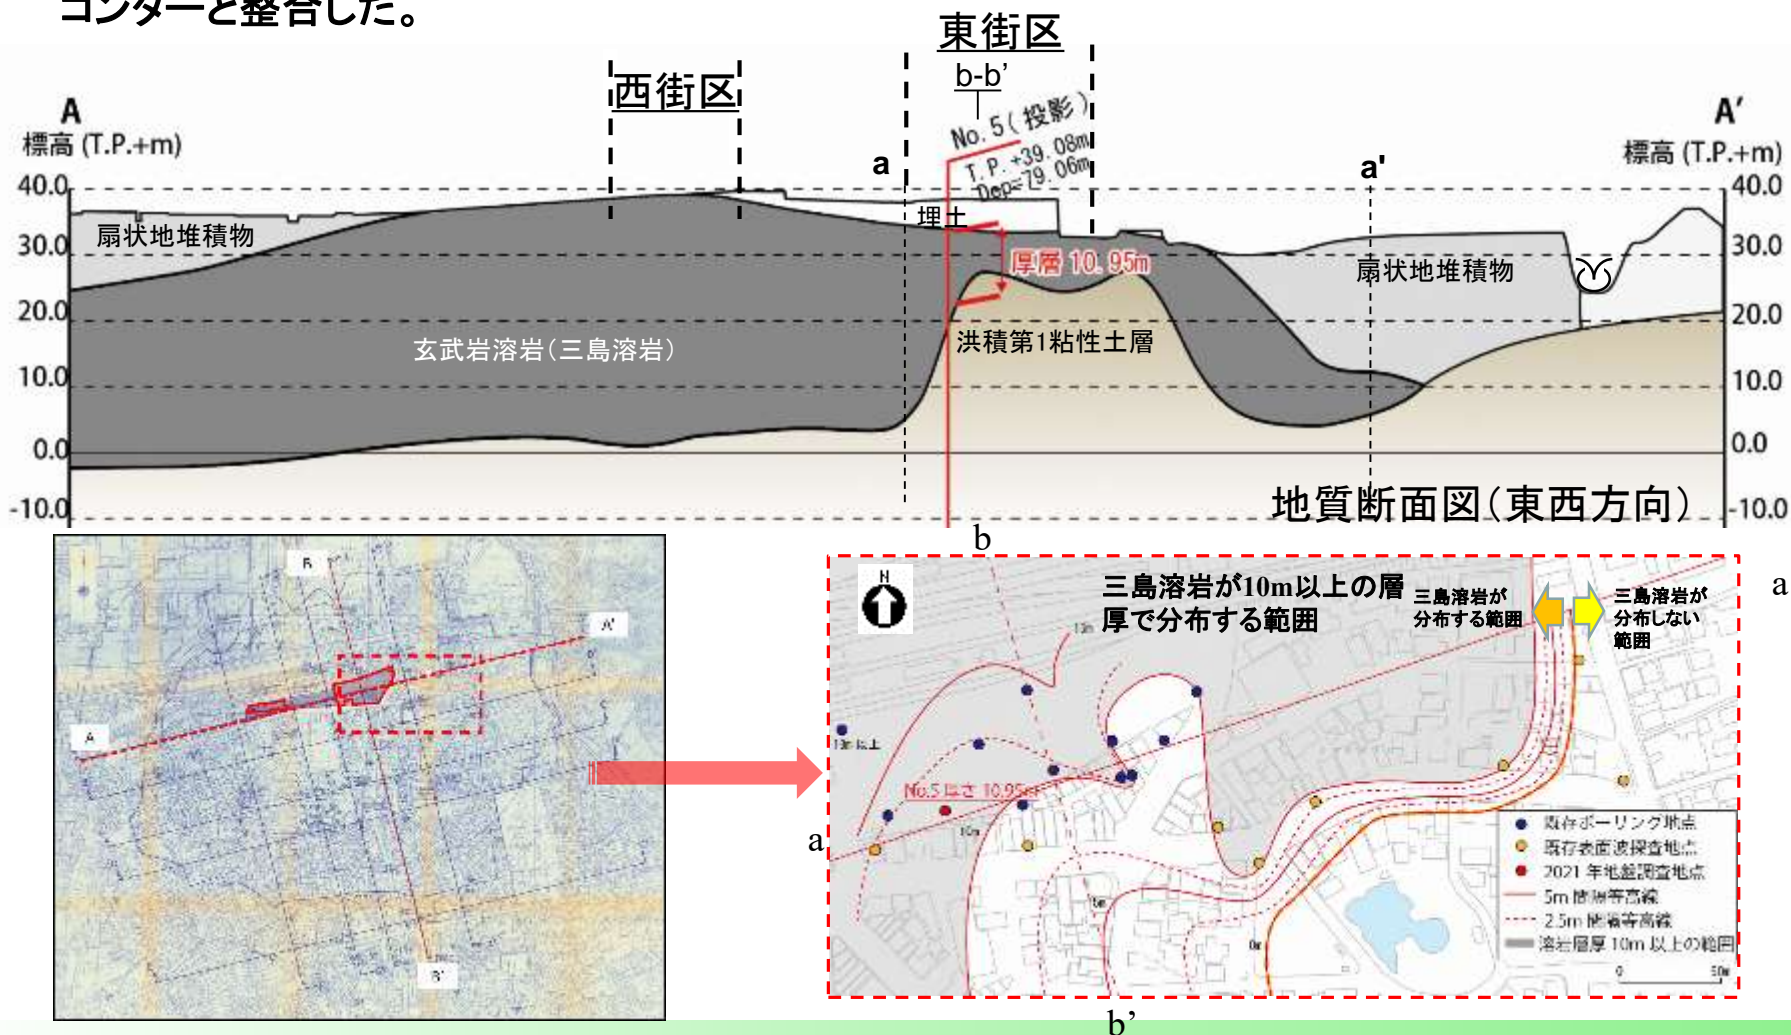 コンターと整合した。
東街区
b-b’
西街区
A
標高 (T.P.+m)
No. 5 (投影)
T. P. +39. 08m
Dep=79. 06m
A’
標高 (T.P.+m)
a
a'
40.0
40.0
埋土
扇状地堆積物
30.0
30.0
厚層 10. 95m
扇状地堆積物
20.0
20.0
玄武岩溶岩(三島溶岩)
洪積第1粘性土層
10.0
10.0
0.0
0.0
-10.0
-10.0
地質断面図(東西方向)
b
B
A’
A
B’
N
三島溶岩が10m以上の層
厚で分布する範囲
三島溶岩が
分布する範囲
三島溶岩が
分布しない
範囲
a
No.5 厚さ 10.95m
10m
a
5m
0m
既存ボーリング地点
既存表面波探査地点
2021 年地盤調査地点
5m 間隔等高線
2.5m 間隔等高線
溶岩層厚 10m 以上の範囲
0
50m
b’